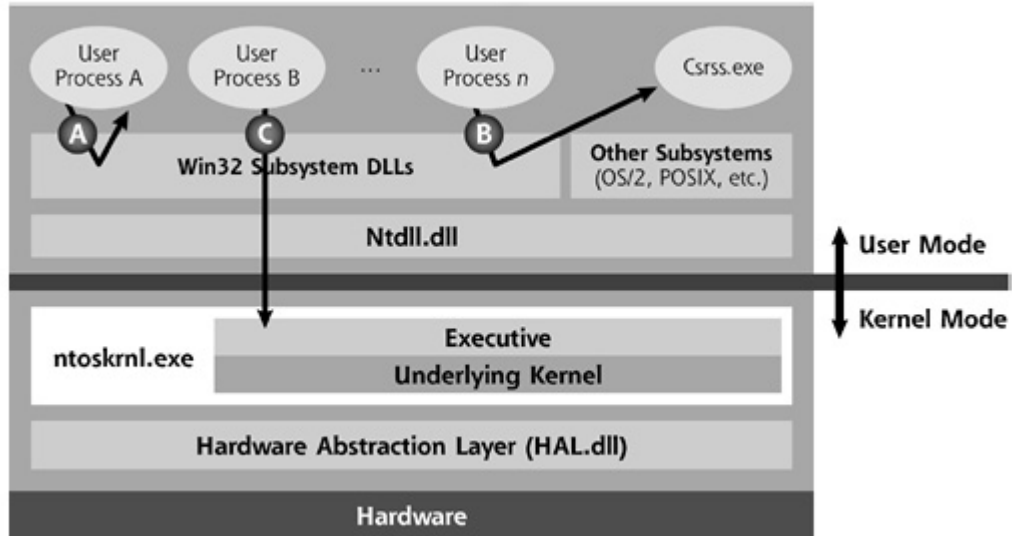 User
Process A
User
Process B
...
User
Process n
Csrss.exe
A
C
B
Win32 Subsystem DLLs
Other Subsystems
(OS/2, POSIX, etc.)
Ntdll.dll
User Mode
Kernel Mode
ntoskrnl.exe
Executive
Underlying Kernel
Hardware Abstraction Layer (HAL.dll)
Hardware